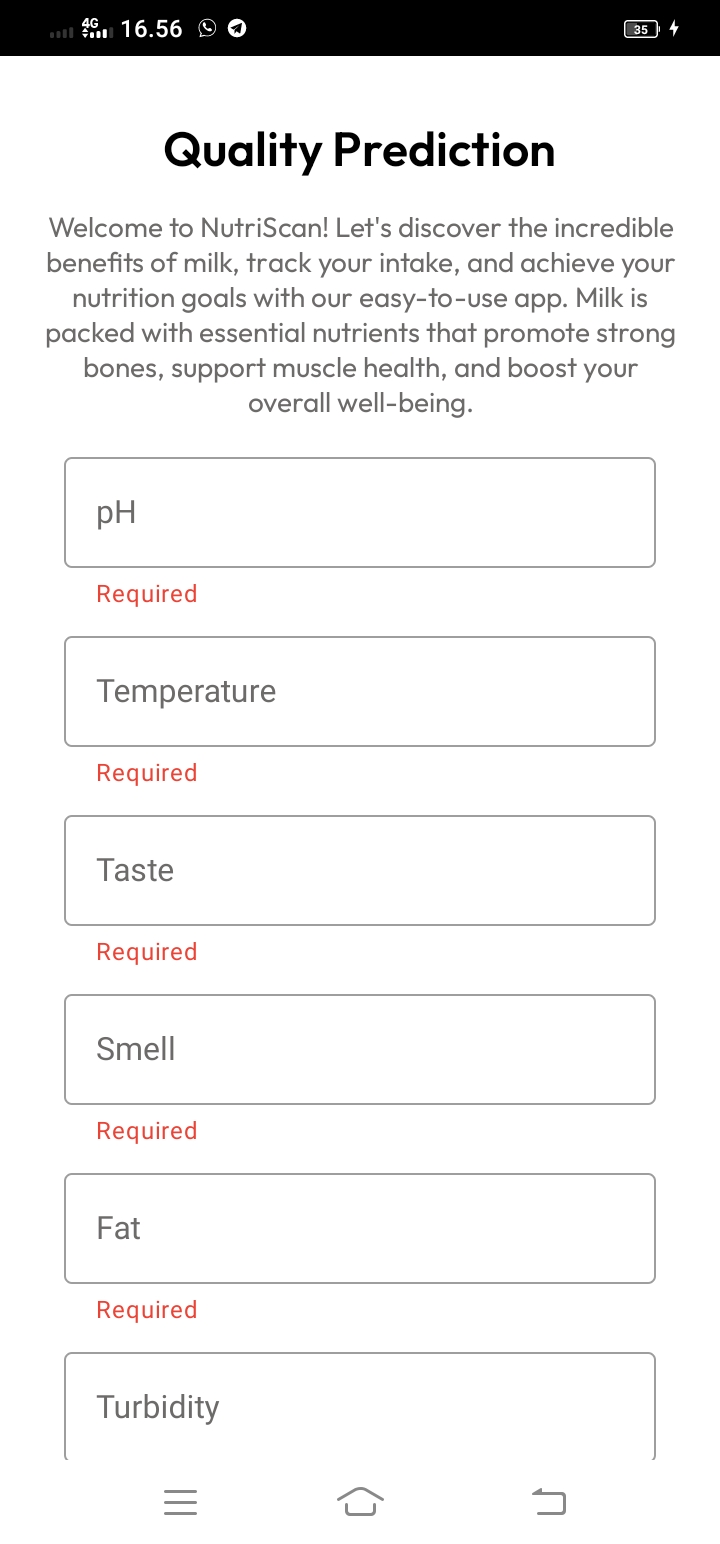 4G 16.56 35
Quality Prediction
Welcome to NutriScan! Let's discover the incredible
benefits of milk, track your intake, and achieve your
nutrition goals with our easy-to-use app. Milk is
packed with essential nutrients that promote strong
bones, support muscle health, and boost your
overall well-being.
pH
Required
Temperature
Required
Taste
Required
Smell
Required
Fat
Required
Turbidity